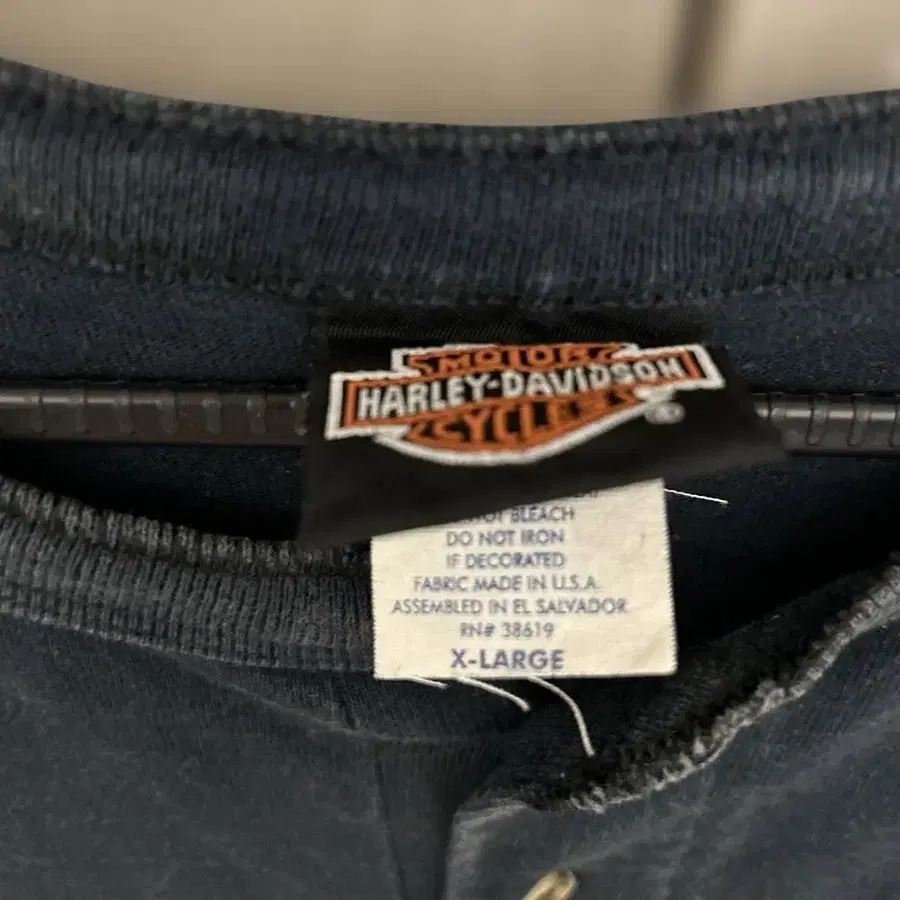 MOTOR
HARLEY-DAVIDSON
CYCLES
®
NOT BLEACH
DO NOT IRON
IF DECORATED
FABRIC MADE IN U.S.A.
ASSEMBLED IN EL SALVADOR
RN# 38619
X-LARGE